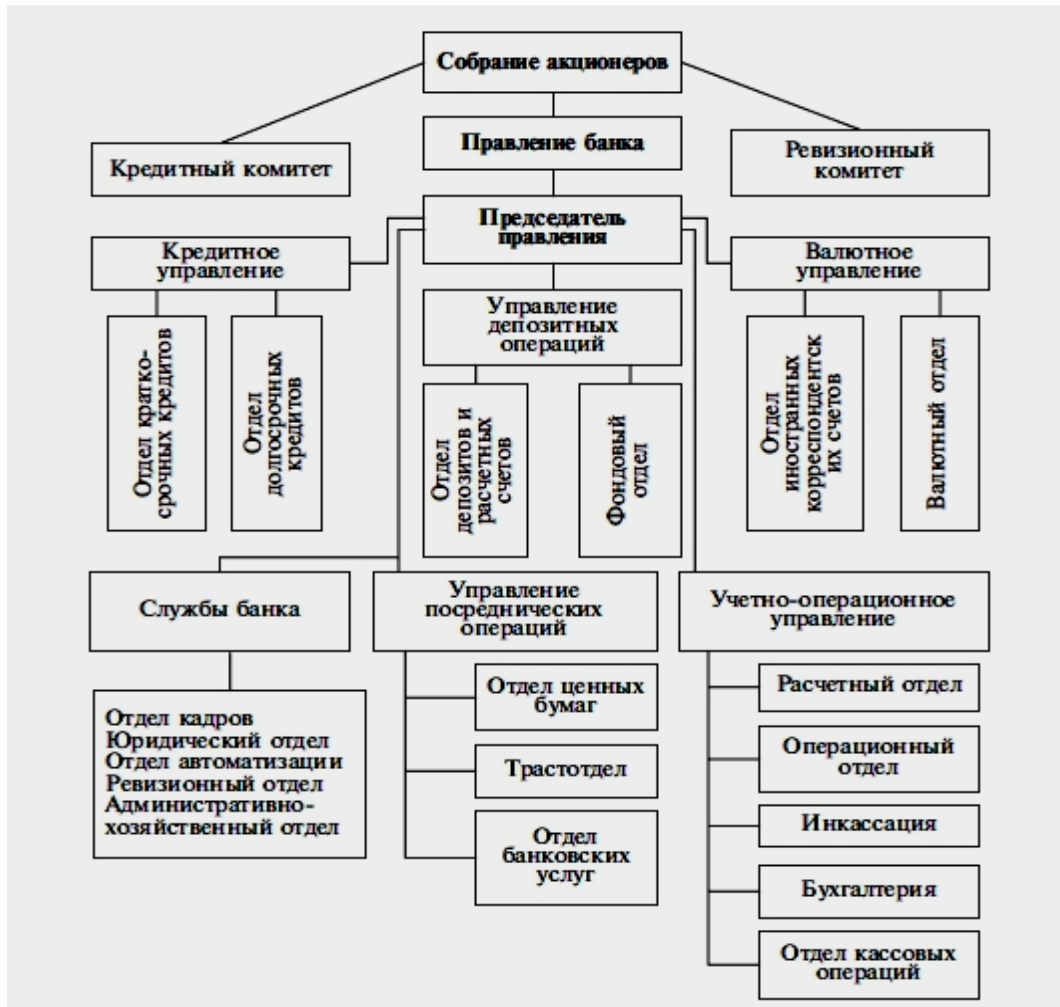 Собрание акционеров
Правление банка
Кредитный комитет
Ревизионный
комитет
Председатель
правления
Кредитное
управление
Валютное
управление
Управление
депозитных
операций
Отдел кратко-
срочных кредитов
Отдел
долгосрочных
кредитов
Отдел
депозитов и
расчетных
счетов
Фондовый
отдел
Отдел
иностранных
корреспондентск
их счетов
Валютный отдел
Службы банка
Управление
посреднических
операций
Учетно-операционное
управление
Отдел кадров
Юридический отдел
Отдел автоматизации
Ревизионный отдел
Административно-
хозяйственный отдел
Отдел ценных
бумаг
Трастотдел
Отдел
банковских
услуг
Расчетный отдел
Операционный
отдел
Инкассация
Бухгалтерия
Отдел кассовых
операций